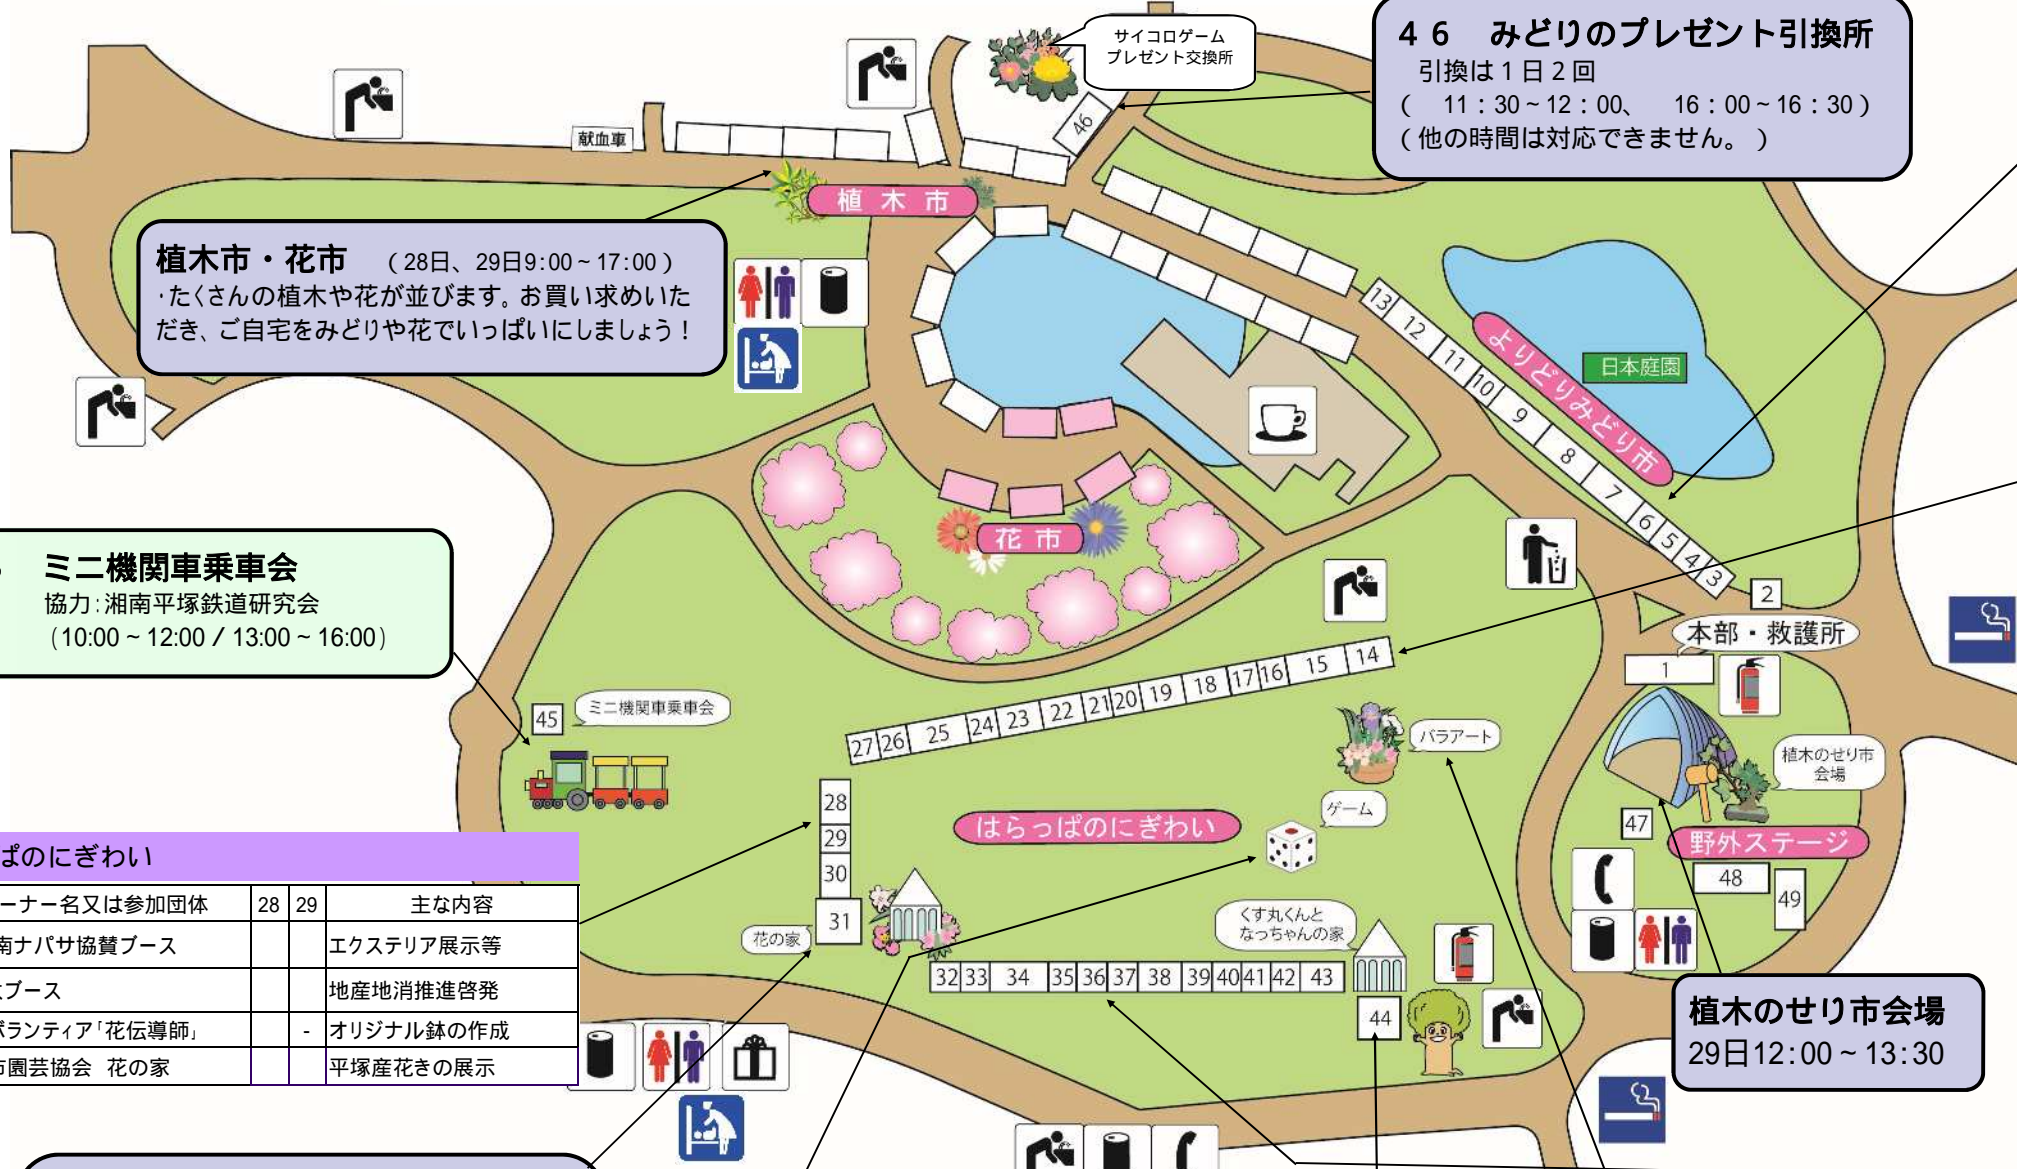 サイコロゲーム
プレゼント交換所
46 みどりのプレゼント引換所
引換は1日2回
( 11:30~12:00、 16:00~16:30)
(他の時間は対応できません。)
献血車
46
植木市
植木市・花市 (28日、29日9:00~17:00)
・たくさんの植木や花が並びます。お買い求めいた
だき、ご自宅をみどりや花でいっぱいにしましょう!
13 12 11 10 9 8 7 6 5 4 3
よりどりみどり市
日本庭園
花市
2
本部・救護所
1
ミニ機関車乗車会
協力:湘南平塚鉄道研究会
(10:00~12:00/13:00~16:00)
45
ミニ機関車乗車会
27 26 25 24 23 22 21 20 19 18 17 16 15 14
バラアート
植木のせり市
会場
ゲーム
はらっぱのにぎわい
47
野外ステージ
48
49
28
29
30
31
花の家
くす丸くんと
なっちゃんの家
32 33 34 35 36 37 38 39 40 41 42 43
44
ぱのにぎわい
ーナー名又は参加団体 28 29 主な内容
南ナパサ協賛ブース エクステリア展示等
ブース 地産地消推進啓発
ボランティア「花伝導師」 - オリジナル鉢の作成
市園芸協会 花の家 平塚産花きの展示
植木のせり市会場
29日12:00~13:30